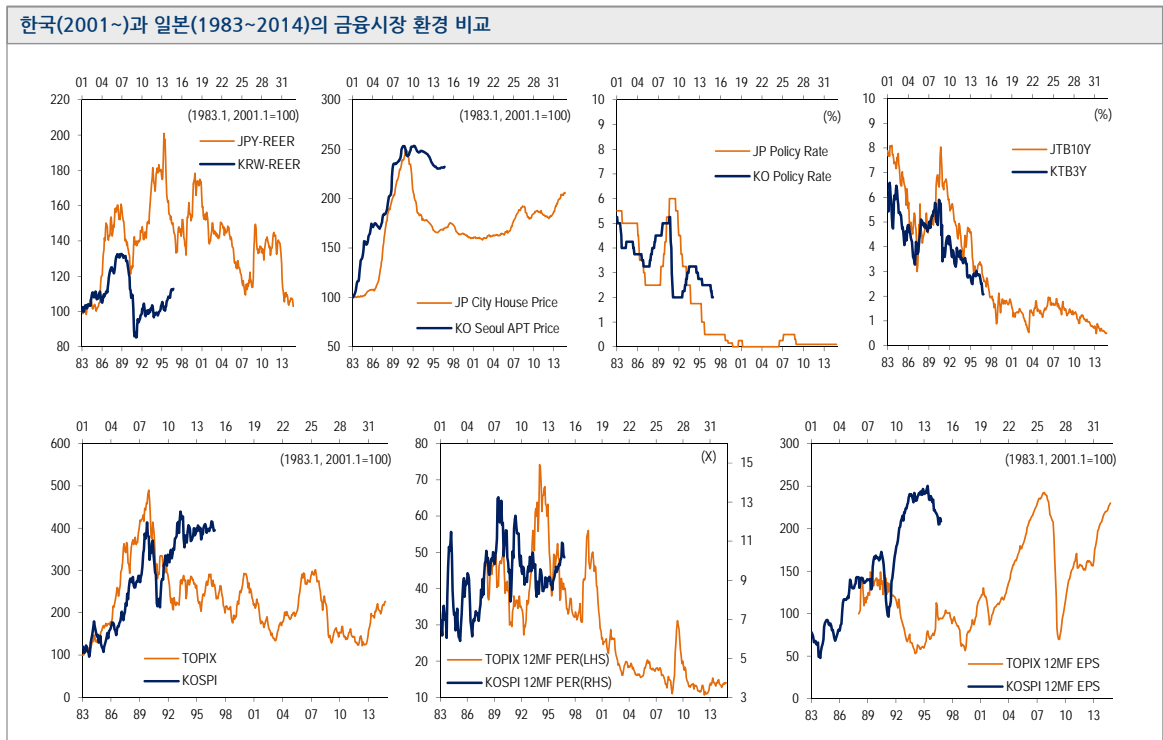 한국(2001~)과 일본(1983~2014)의 금융시장 환경 비교
01 04 07 10 13 16 19 22 25 28 31
220
200
180
160
140
120
100
80
(1983.1, 2001.1=100)
JPY-REER
KRW-REER
83 86 89 92 95 98 01 04 07 10 13
01 04 07 10 13 16 19 22 25 28 31
300
250
200
150
100
50
(1983.1, 2001.1=100)
JP City House Price
KO Seoul APT Price
83 86 89 92 95 98 01 04 07 10 13
01 04 07 10 13 16 19 22 25 28 31
10
9
8
7
6
5
4
3
2
1
0
(%)
JP Policy Rate
KO Policy Rate
83 86 89 92 95 98 01 04 07 10 13
01 04 07 10 13 16 19 22 25 28 31
10
9
8
7
6
5
4
3
2
1
0
(%)
JTB10Y
KTB3Y
83 86 89 92 95 98 01 04 07 10 13
01 04 07 10 13 16 19 22 25 28 31
600
500
400
300
200
100
0
(1983.1, 2001.1=100)
TOPIX
KOSPI
83 86 89 92 95 98 01 04 07 10 13
01 04 07 10 13 16 19 22 25 28 31
80
70
60
50
40
30
20
10
(X)
15
13
11
9
7
5
3
TOPIX 12MF PER(LHS)
KOSPI 12MF PER(RHS)
83 86 89 92 95 98 01 04 07 10 13
01 04 07 10 13 16 19 22 25 28 31
300
250
200
150
100
50
0
(1983.1, 2001.1=100)
TOPIX 12MF EPS
KOSPI 12MF EPS
83 86 89 92 95 98 01 04 07 10 13